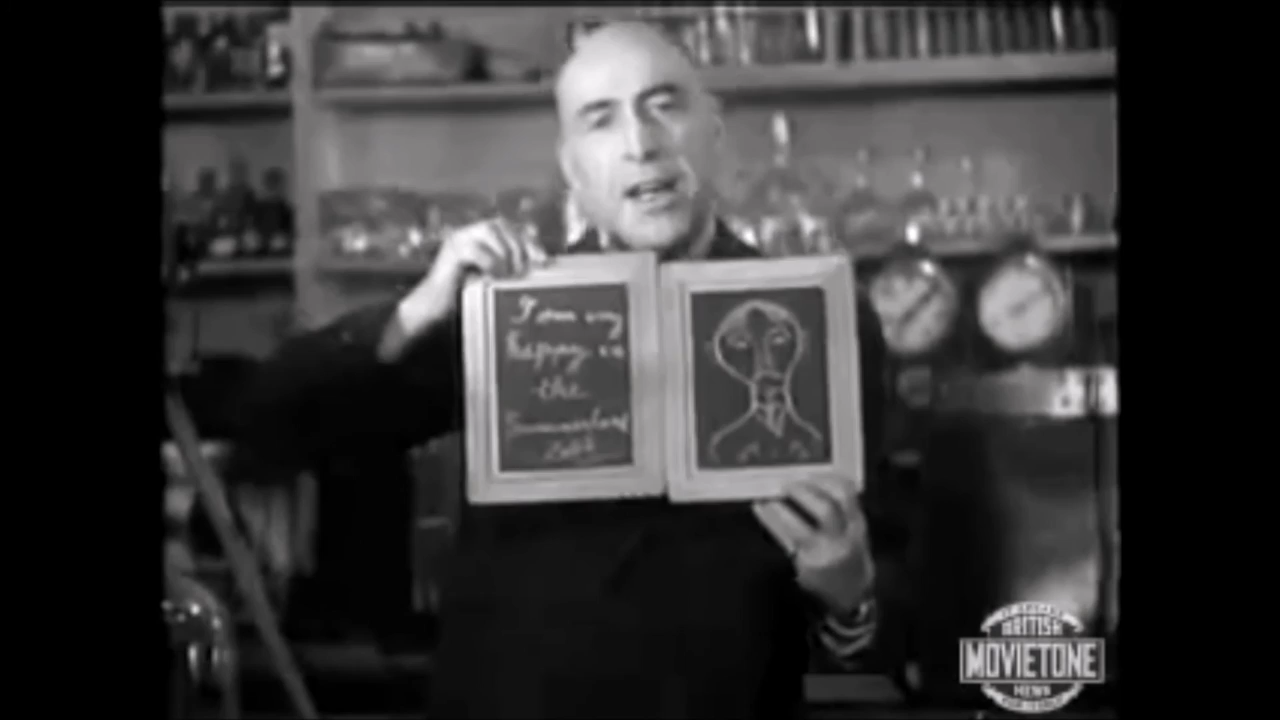 I am very
happy in
the
Summerland
BRITISH
MOVIETONE
NEWS